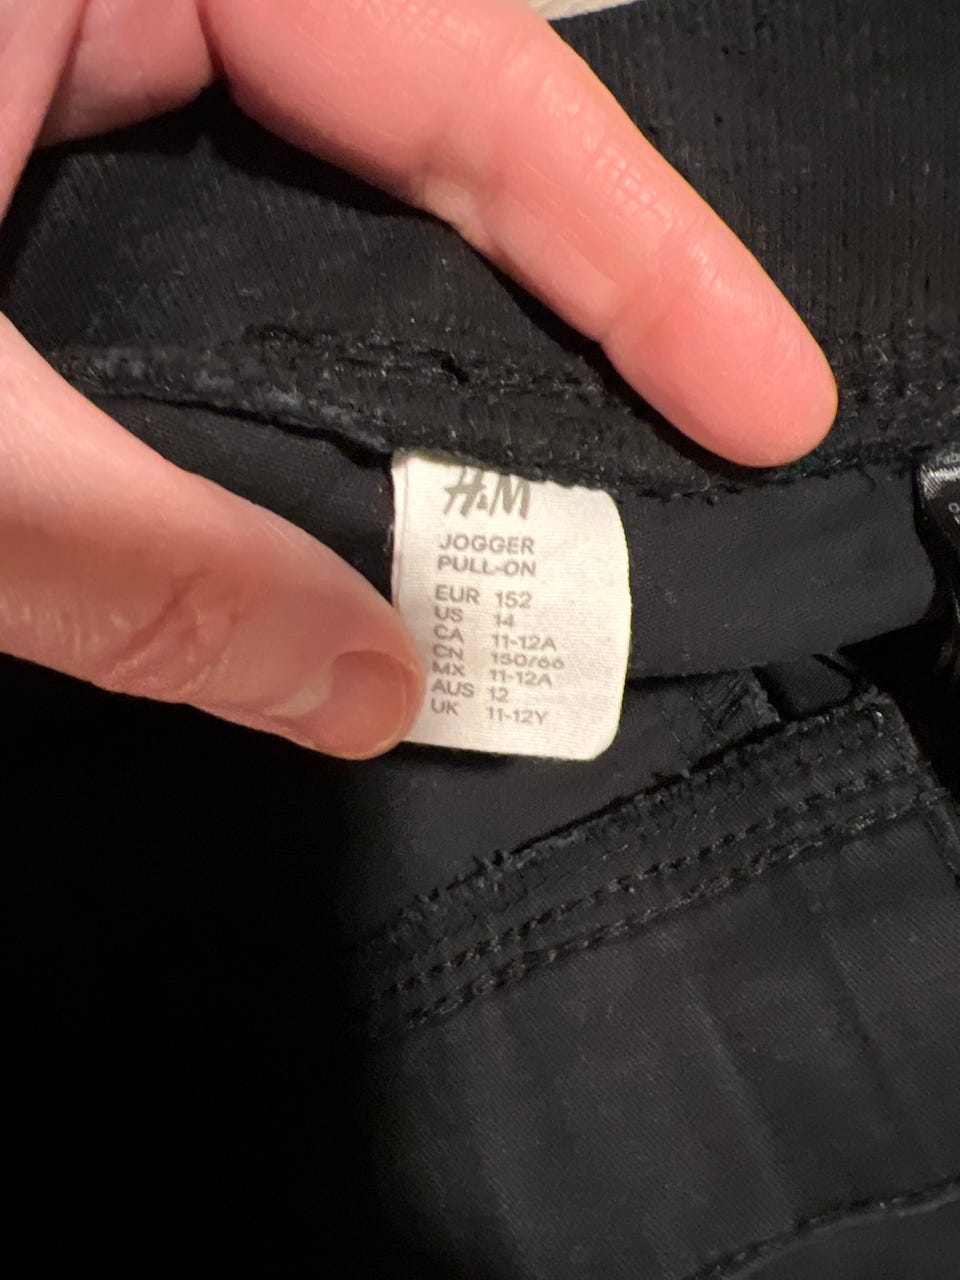 H&M
JOGGER
PULL-ON
EUR 152
US 14
CA 11-12A
CN 150/66
MX 11-12A
AUS 12
UK 11-12Y